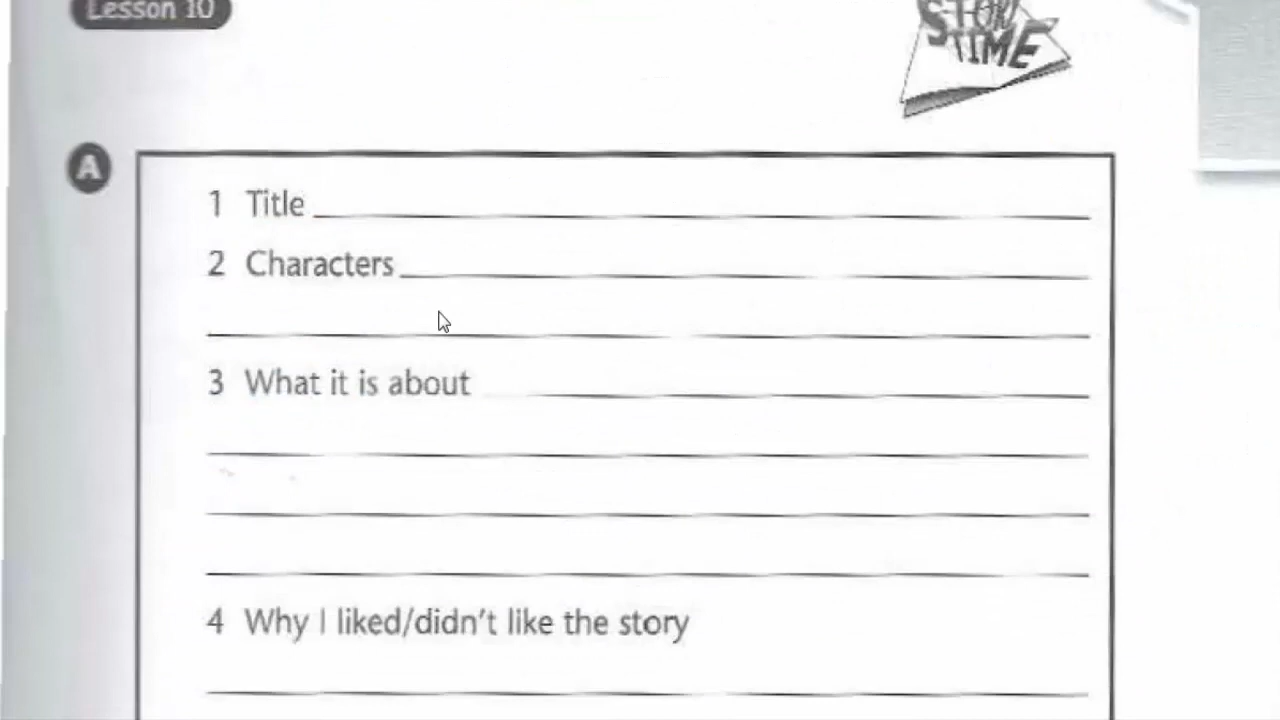 Lesson 10
STORY
TIME
A
1 Title
2 Characters
3 What it is about
4 Why I liked/didn't like the story